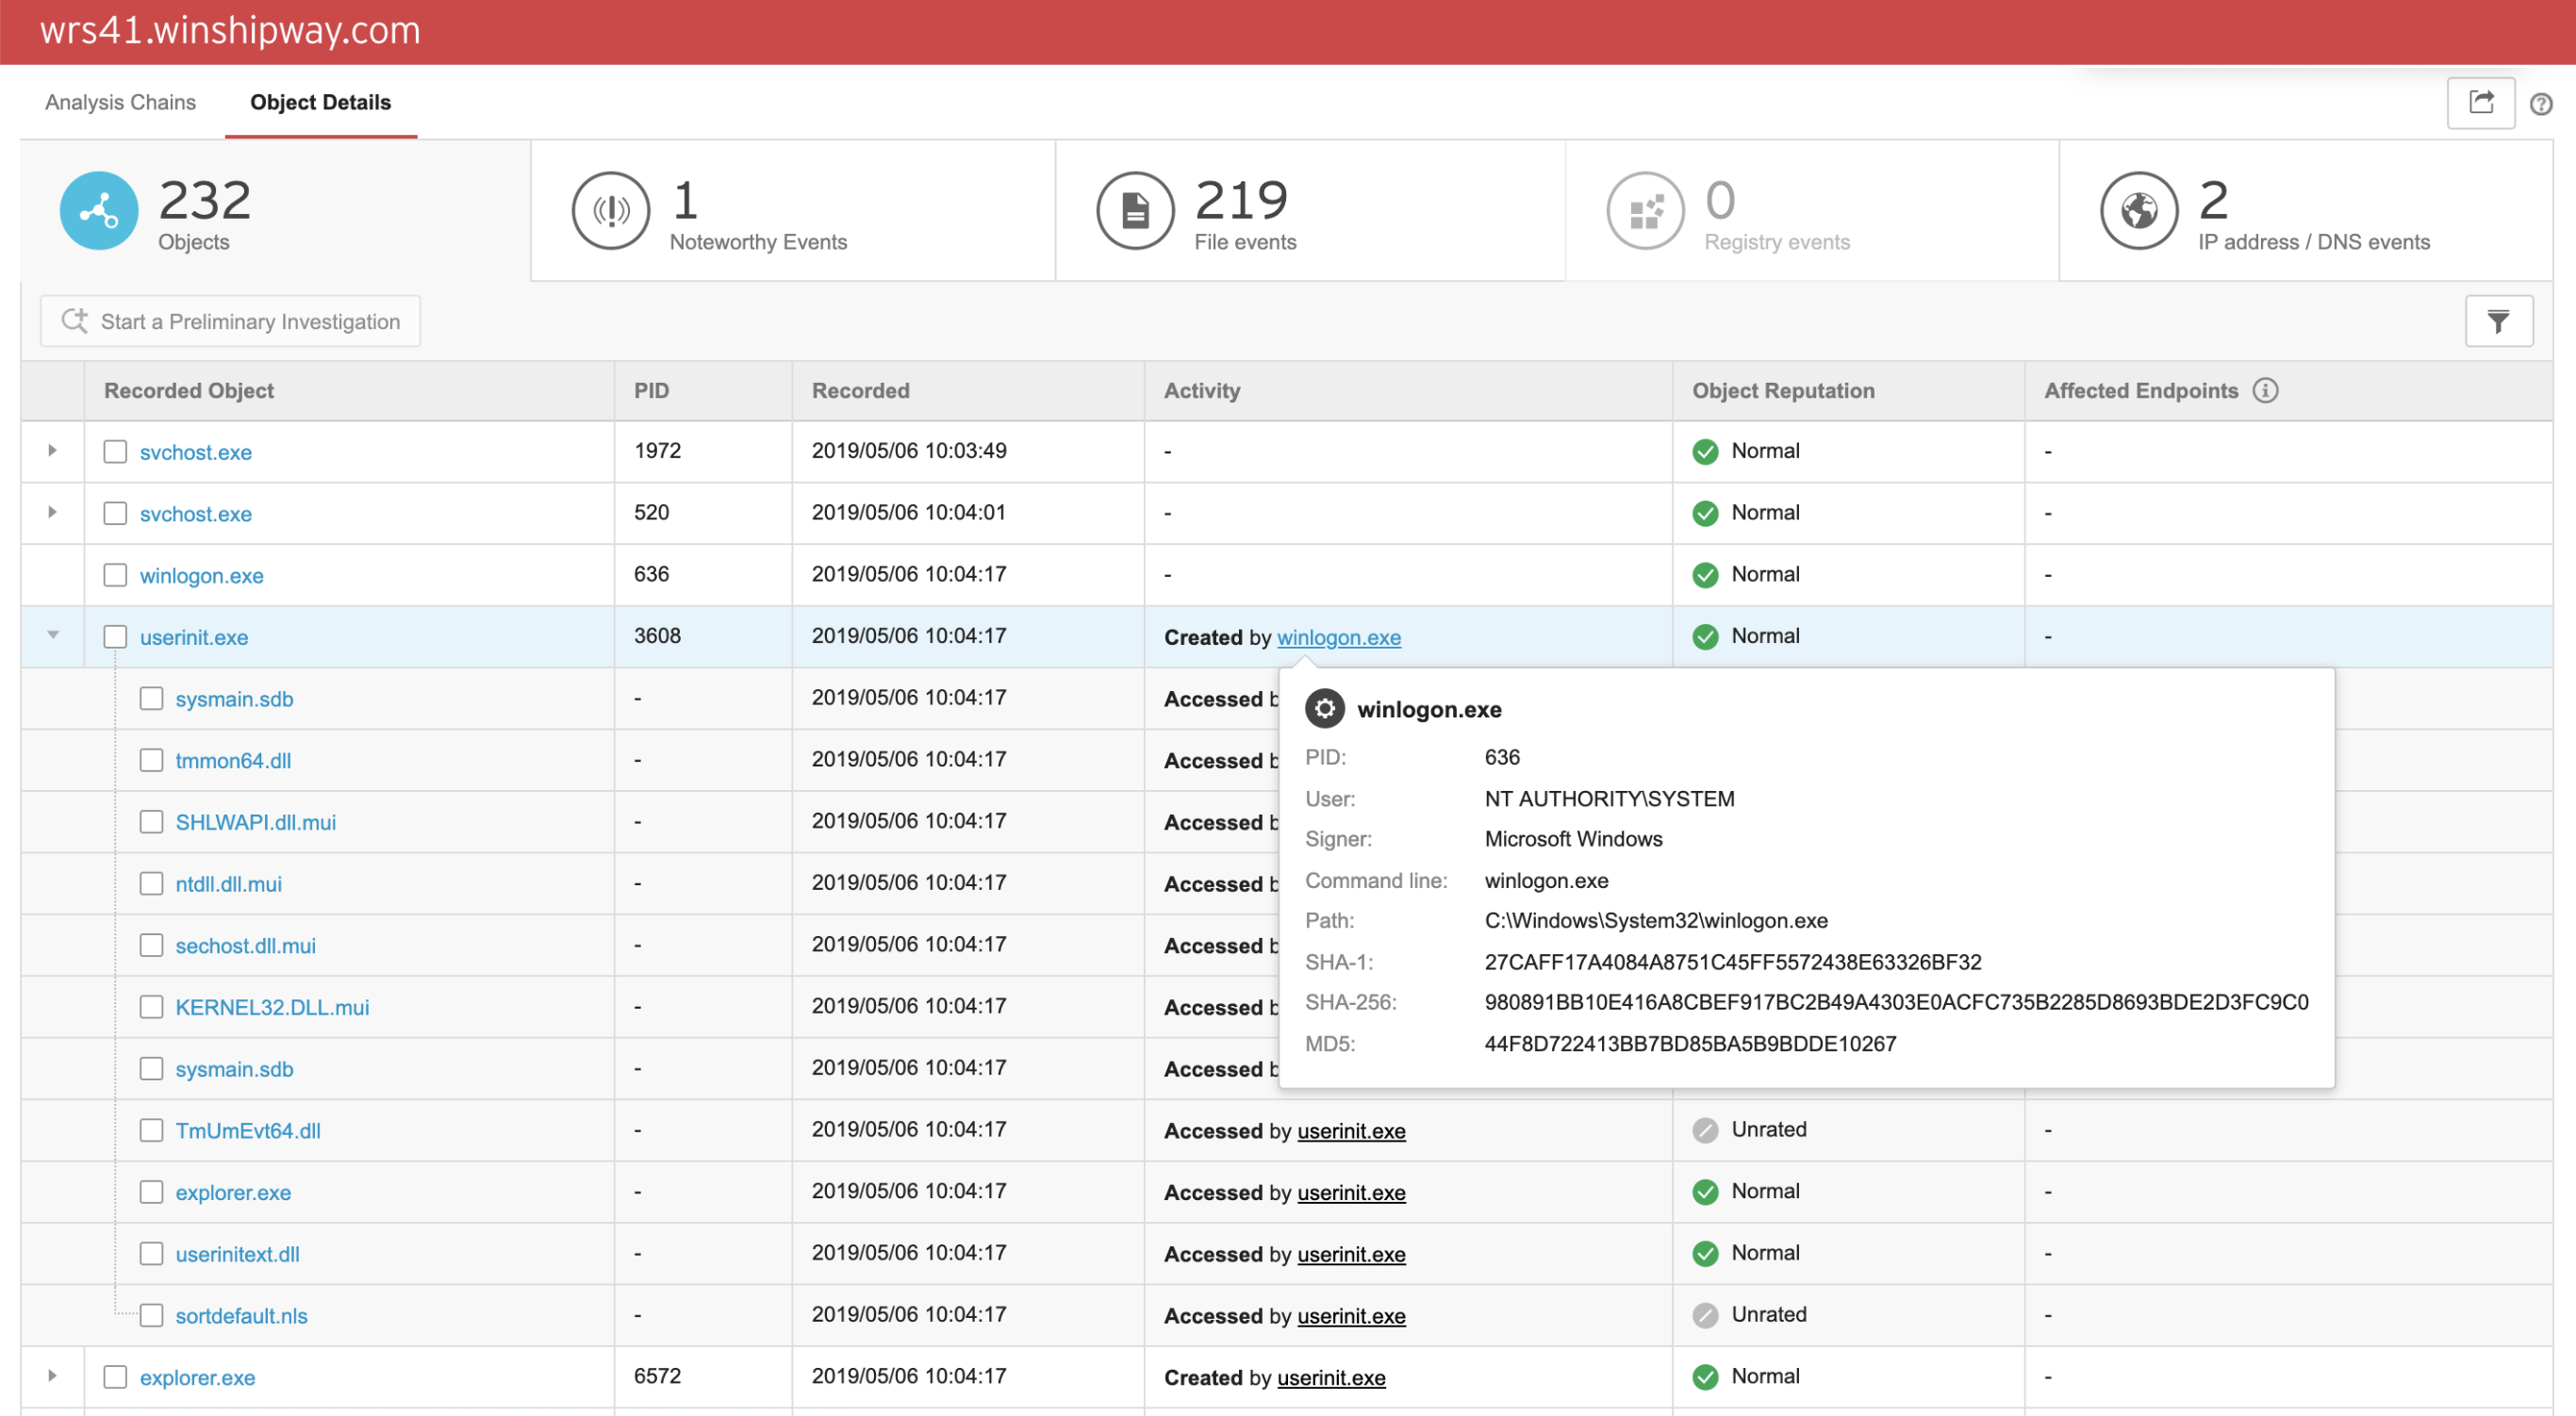 wrs41.winshipway.com
Analysis Chains Object Details
232 Objects
1 Noteworthy Events
219 File events
0 Registry events
2 IP address / DNS events
Start a Preliminary Investigation
Recorded Object PID Recorded Activity Object Reputation Affected Endpoints
svchost.exe 1972 2019/05/06 10:03:49 - Normal -
svchost.exe 520 2019/05/06 10:04:01 - Normal -
winlogon.exe 636 2019/05/06 10:04:17 - Normal -
userinit.exe 3608 2019/05/06 10:04:17 Created by winlogon.exe Normal -
sysmain.sdb - 2019/05/06 10:04:17 Accessed
tmmon64.dll - 2019/05/06 10:04:17 Accessed
SHLWAPI.dll.mui - 2019/05/06 10:04:17 Accessed
ntdll.dll.mui - 2019/05/06 10:04:17 Accessed
sechost.dll.mui - 2019/05/06 10:04:17 Accessed
KERNEL32.DLL.mui - 2019/05/06 10:04:17 Accessed
sysmain.sdb - 2019/05/06 10:04:17 Accessed
winlogon.exe
PID: 636
User: NT AUTHORITY\SYSTEM
Signer: Microsoft Windows
Command line: winlogon.exe
Path: C:\Windows\System32\winlogon.exe
SHA-1: 27CAFF17A4084A8751C45FF5572438E63326BF32
SHA-256: 980891BB10E416A8CBEF917BC2B49A4303E0ACFC735B2285D8693BDE2D3FC9C0
MD5: 44F8D722413BB7BD85BA5B9BDDE10267
TmUmEvt64.dll - 2019/05/06 10:04:17 Accessed by userinit.exe Unrated -
explorer.exe - 2019/05/06 10:04:17 Accessed by userinit.exe Normal -
userinitext.dll - 2019/05/06 10:04:17 Accessed by userinit.exe Normal -
sortdefault.nls - 2019/05/06 10:04:17 Accessed by userinit.exe Unrated -
explorer.exe 6572 2019/05/06 10:04:17 Created by userinit.exe Normal -